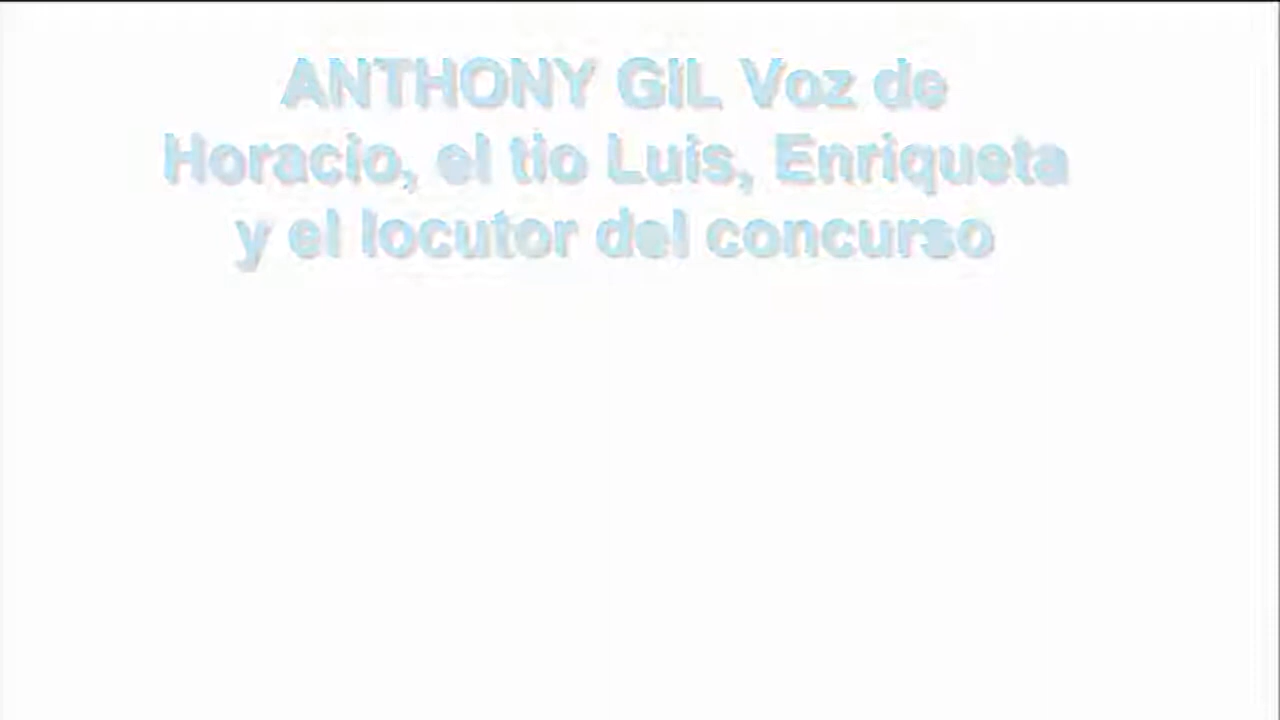 ANTHONY GIL Voz de
Horacio, el tio Luis, Enriqueta
y el locutor del concurso